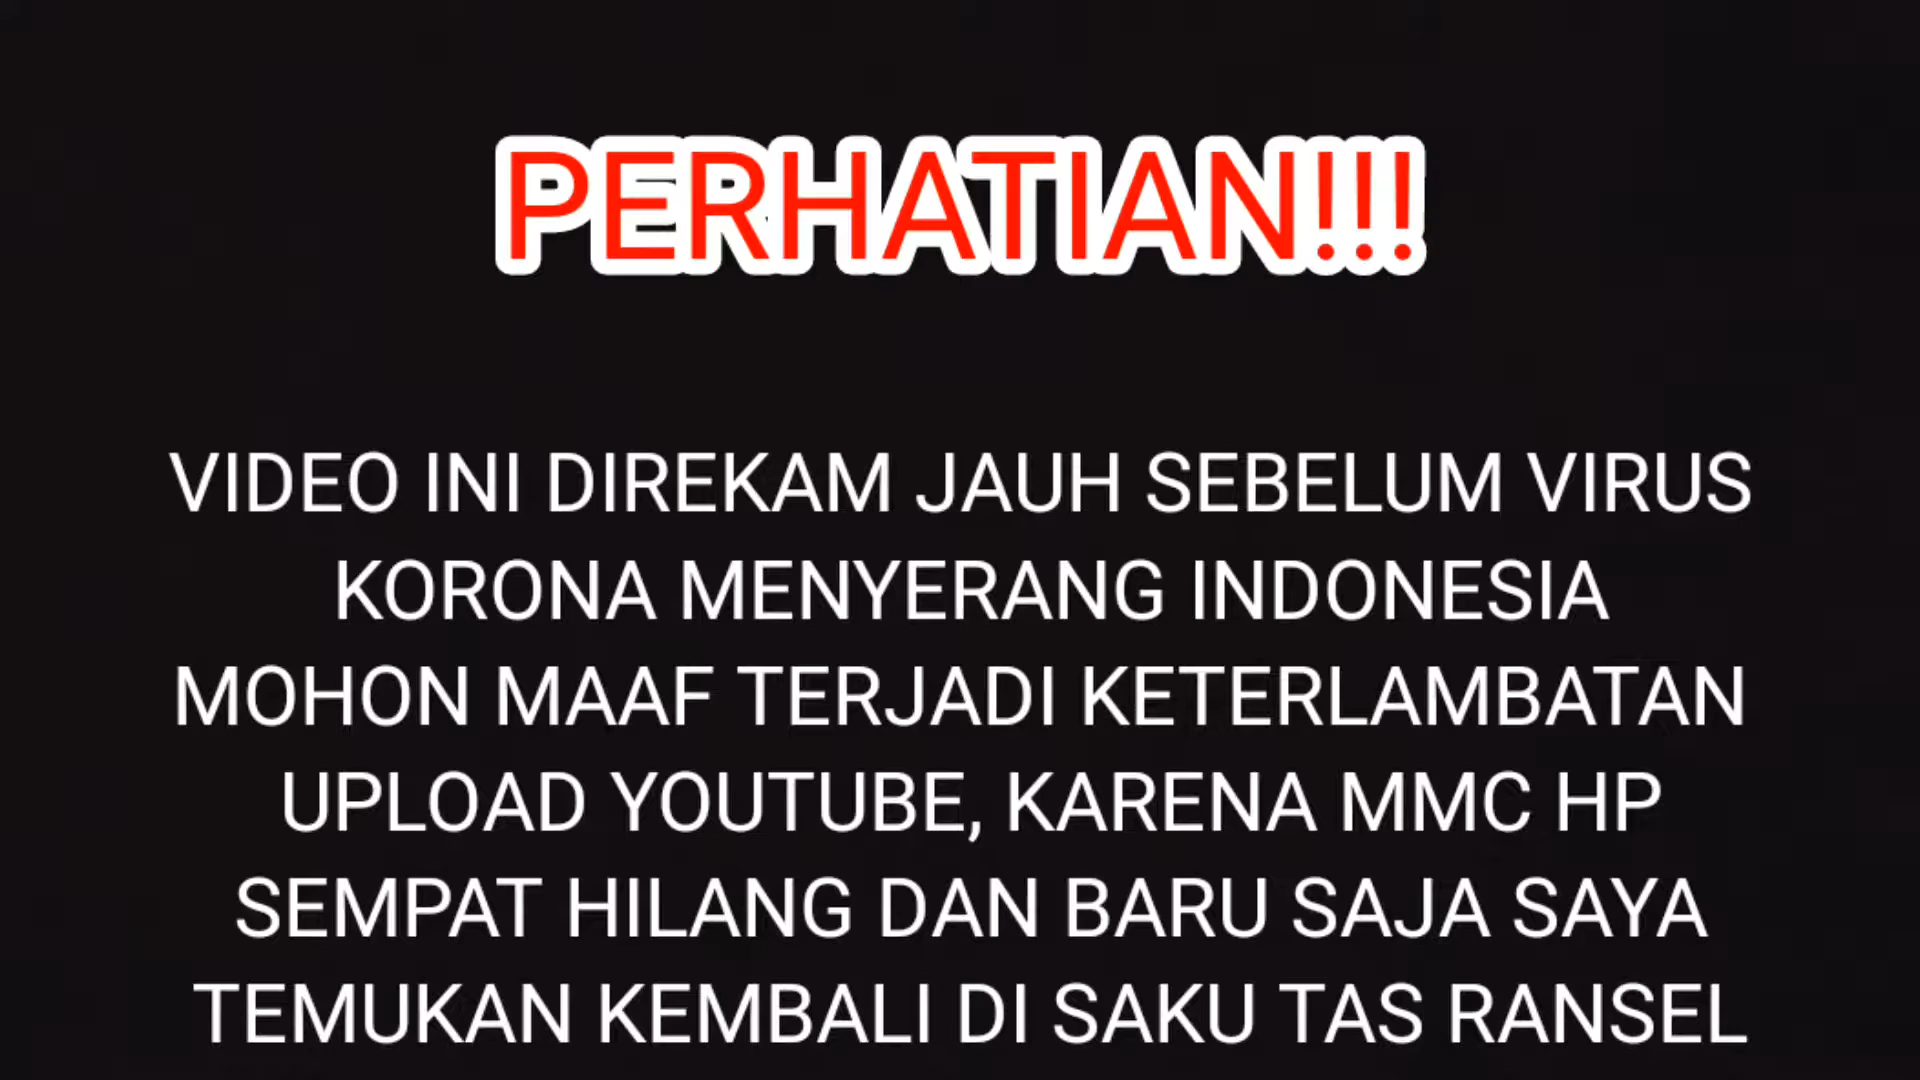 PERHATIAN!!!
VIDEO INI DIREKAM JAUH SEBELUM VIRUS
KORONA MENYERANG INDONESIA
MOHON MAAF TERJADI KETERLAMBATAN
UPLOAD YOUTUBE, KARENA MMC HP
SEMPAT HILANG DAN BARU SAJA SAYA
TEMUKAN KEMBALI DI SAKU TAS RANSEL